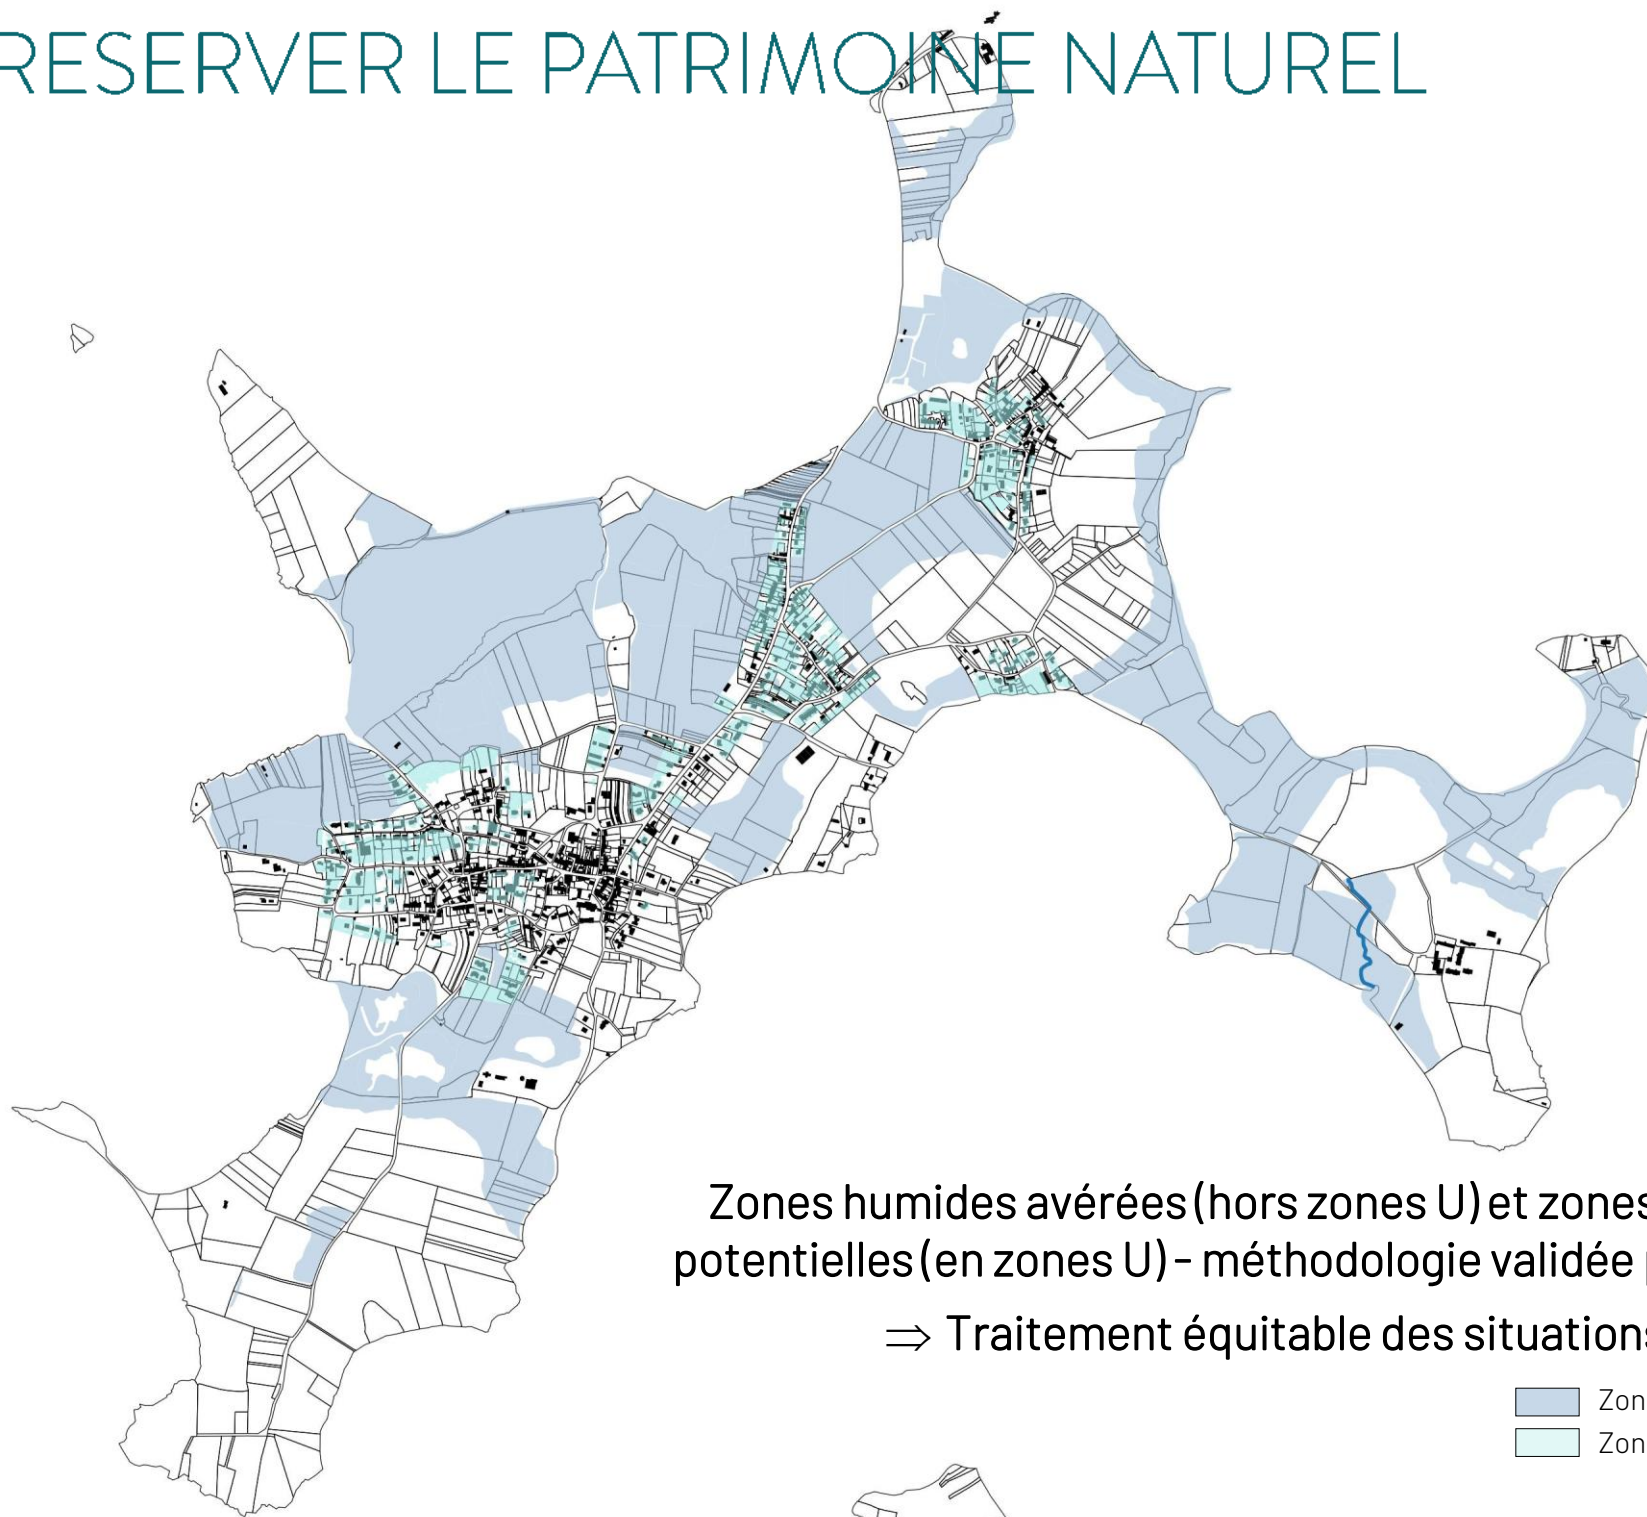 RESERVER LE PATRIMOINE NATUREL
Zones humides avérées (hors zones U) et zones
potentielles (en zones U) - méthodologie validée
⇒ Traitement équitable des situations
Zon
Zon